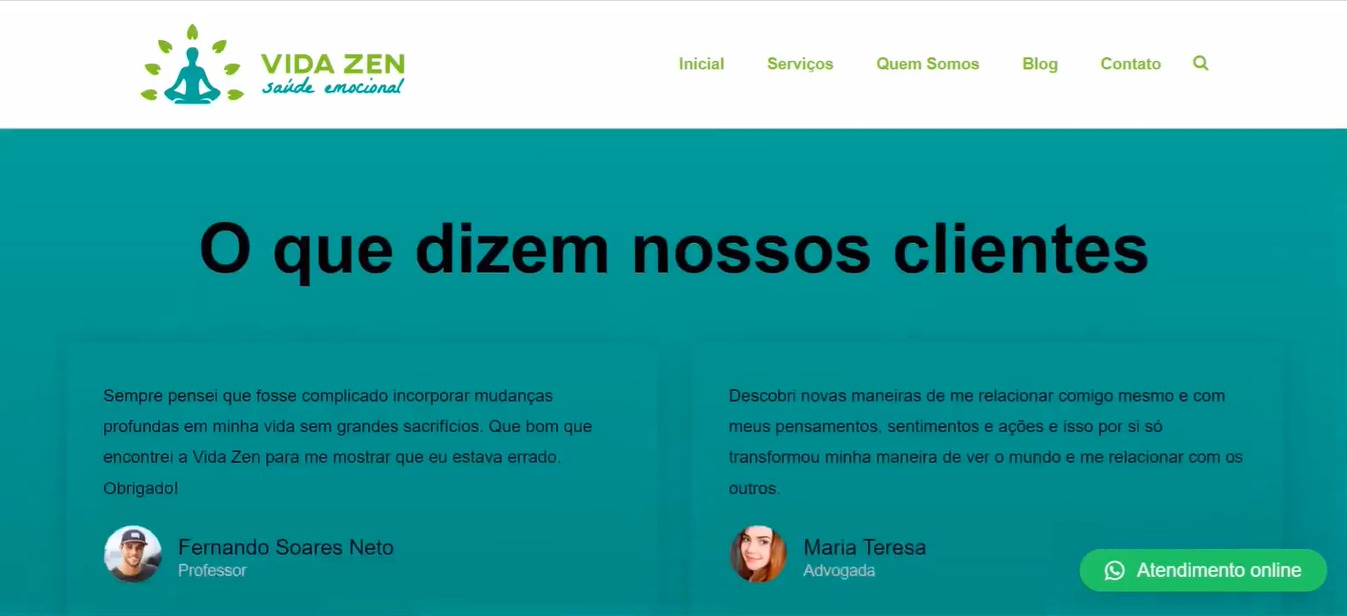 VIDA ZEN
saúde emocional
Inicial
Serviços
Quem Somos
Blog
Contato
O que dizem nossos clientes
Sempre pensei que fosse complicado incorporar mudanças
profundas em minha vida sem grandes sacrifícios. Que bom que
encontrei a Vida Zen para me mostrar que eu estava errado.
Obrigado!
Fernando Soares Neto
Professor
Descobri novas maneiras de me relacionar comigo mesmo e com
meus pensamentos, sentimentos e ações e isso por si só
transformou minha maneira de ver o mundo e me relacionar com os
outros.
Maria Teresa
Advogada
Atendimento online